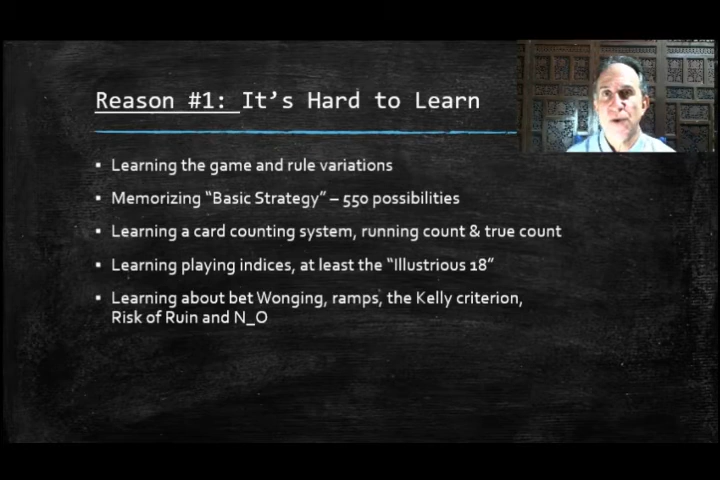 Reason #1: It's Hard to Learn
▪ Learning the game and rule variations
▪ Memorizing “Basic Strategy” – 550 possibilities
▪ Learning a card counting system, running count & true count
▪ Learning playing indices, at least the “Illustrious 18”
▪ Learning about bet Wonging, ramps, the Kelly criterion,
Risk of Ruin and N_O